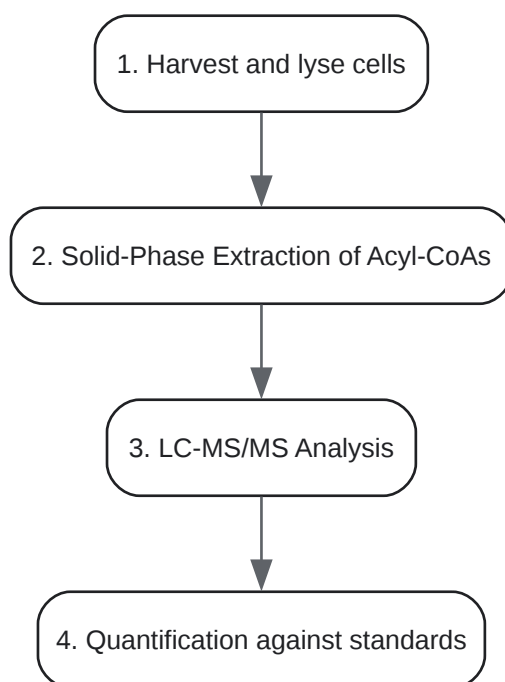 1. Harvest and lyse cells
2. Solid-Phase Extraction of Acyl-CoAs
3. LC-MS/MS Analysis
4. Quantification against standards